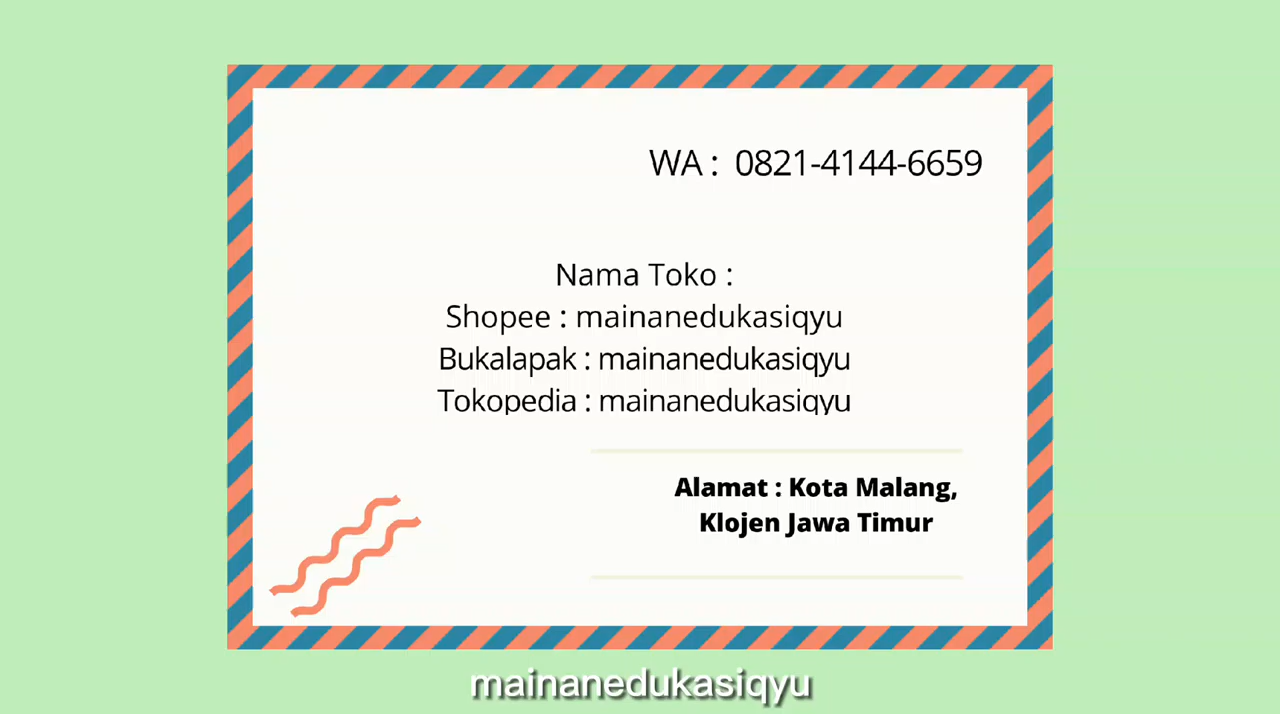 WA : 0821-4144-6659
Nama Toko :
Shopee : mainanedukasiqyu
Bukalapak : mainanedukasiqyu
Tokopedia : mainanedukasiqyu
Alamat : Kota Malang,
Klojen Jawa Timur
mainanedukasiqyu